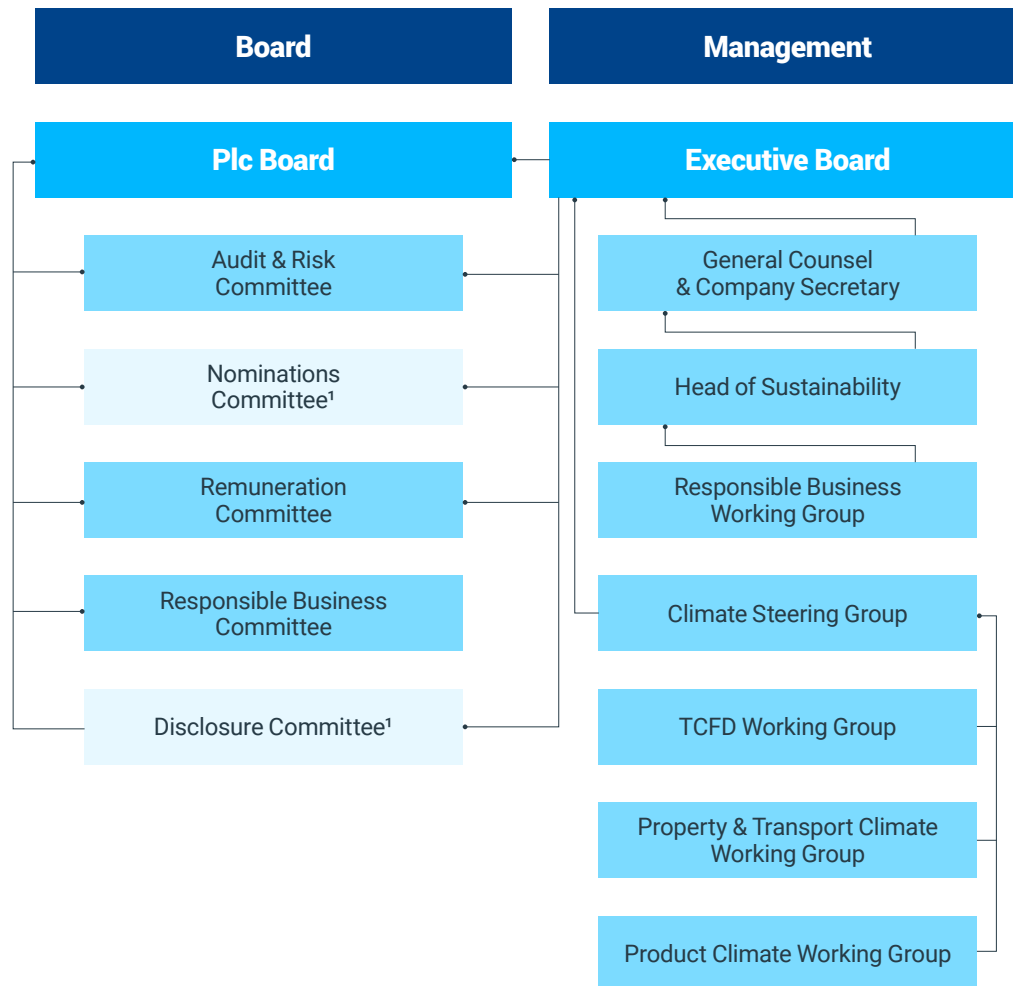 Board
Plc Board
Audit & Risk
Committee
Nominations
Committee¹
Remuneration
Committee
Responsible Business
Committee
Disclosure Committee¹
Management
Executive Board
General Counsel
& Company Secretary
Head of Sustainability
Responsible Business
Working Group
Climate Steering Group
TCFD Working Group
Property & Transport Climate
Working Group
Product Climate Working Group